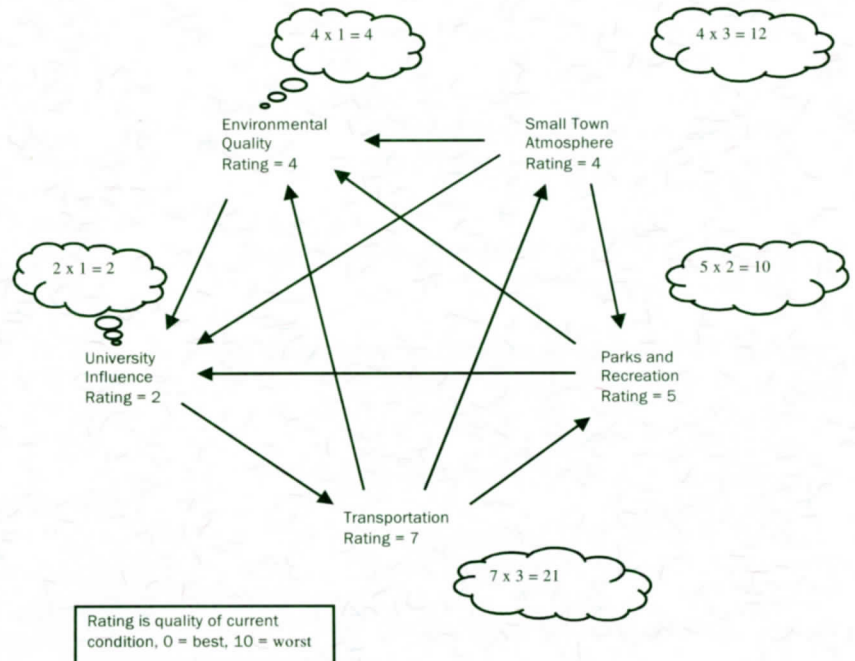 4 x 1 = 4
4 x 3 = 12
Environmental
Quality
Rating = 4
Small Town
Atmosphere
Rating = 4
2 x 1 = 2
5 x 2 = 10
University
Influence
Rating = 2
Parks and
Recreation
Rating = 5
Transportation
Rating = 7
7 x 3 = 21
Rating is quality of current
condition, 0 = best, 10 = worst